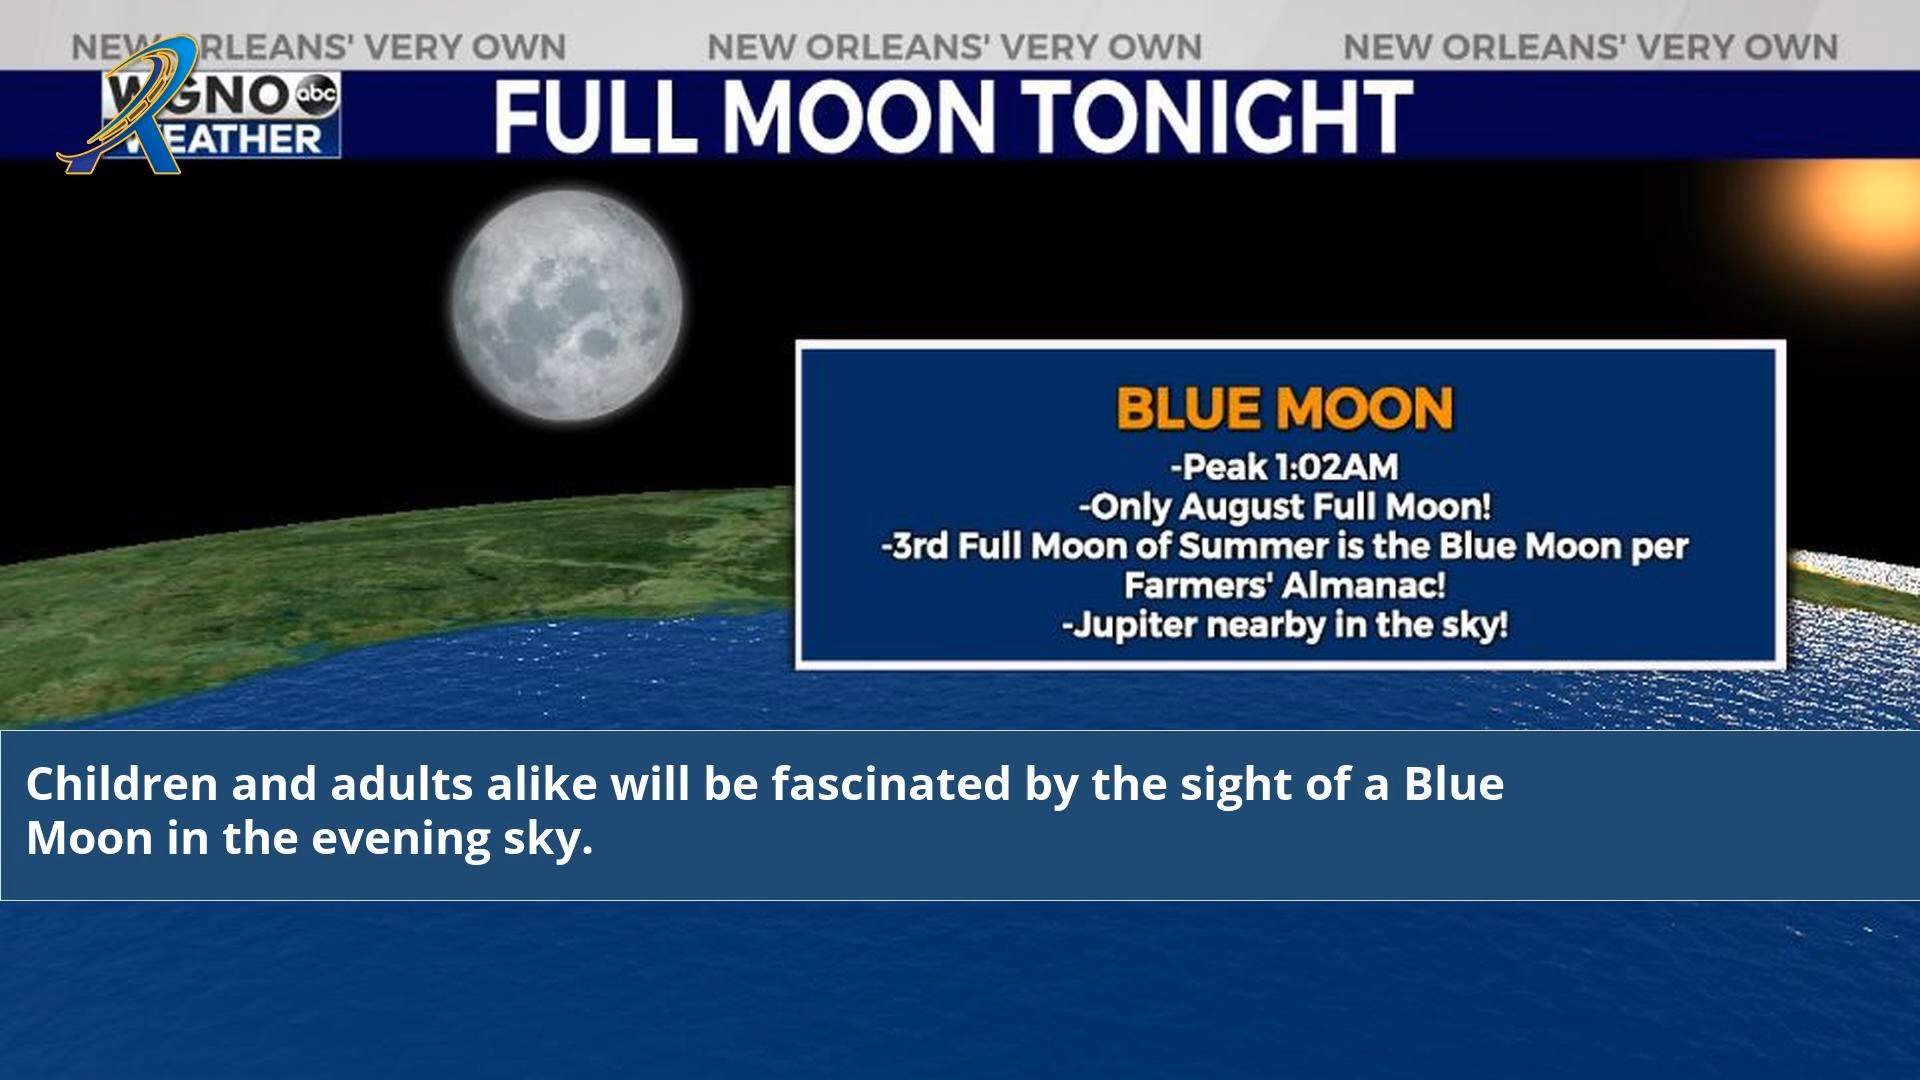 NEW ORLEANS' VERY OWN NEW ORLEANS' VERY OWN NEW ORLEANS' VERY OWN
WGNO abc
WEATHER
FULL MOON TONIGHT
BLUE MOON
-Peak 1:02AM
-Only August Full Moon!
-3rd Full Moon of Summer is the Blue Moon per
Farmers' Almanac!
-Jupiter nearby in the sky!
Children and adults alike will be fascinated by the sight of a Blue
Moon in the evening sky.